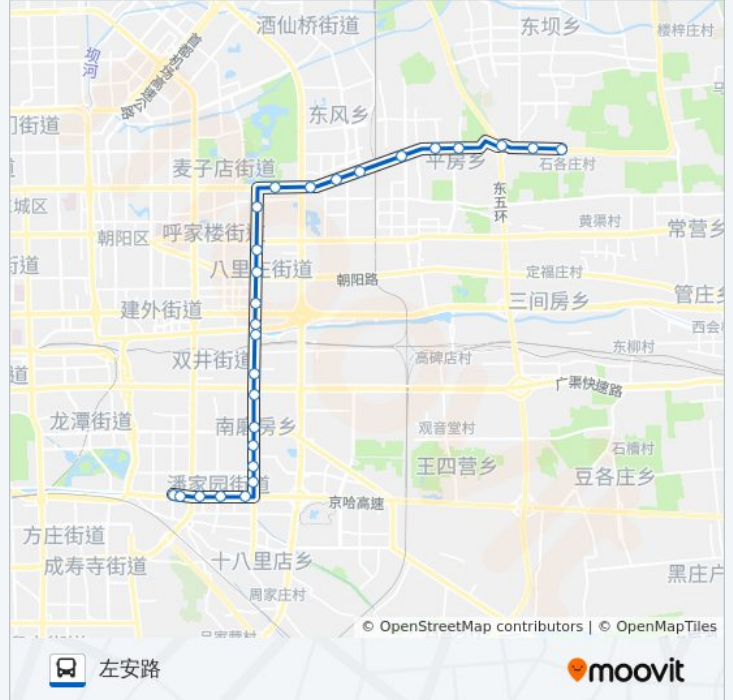 酒仙桥街道
东坝乡
楼梓庄村
坝河
首都机场高速公路
东风乡
麦子店街道
平房乡
石各庄村
东五环
城区
朝阳区
呼家楼街道
黄渠村
常营乡
街道
八里庄街道
朝阳路
定福庄村
建外街道
三间房乡
管庄乡
西会村
双井街道
高碑店村
东柳村
道
广渠快速路
龙潭街道
南磨房乡
观音堂村
石槽村
王四营乡
豆各庄乡
潘家园街道
京哈高速
方庄街道
成寿寺街道
十八里店乡
黑庄户
周家庄村
吕家营村
© OpenStreetMap contributors | © OpenMapTiles
左安路
moovit